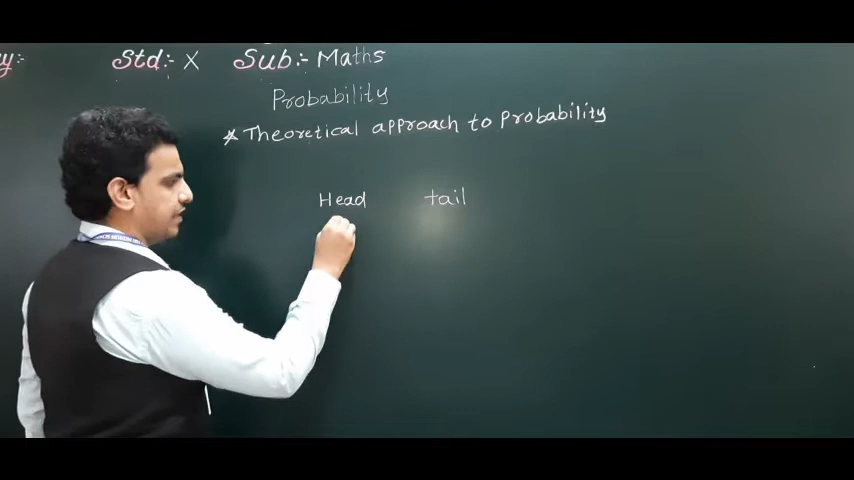 y:- Std:- X Sub:- Maths
Probability
* Theoretical approach to Probability
Head tail